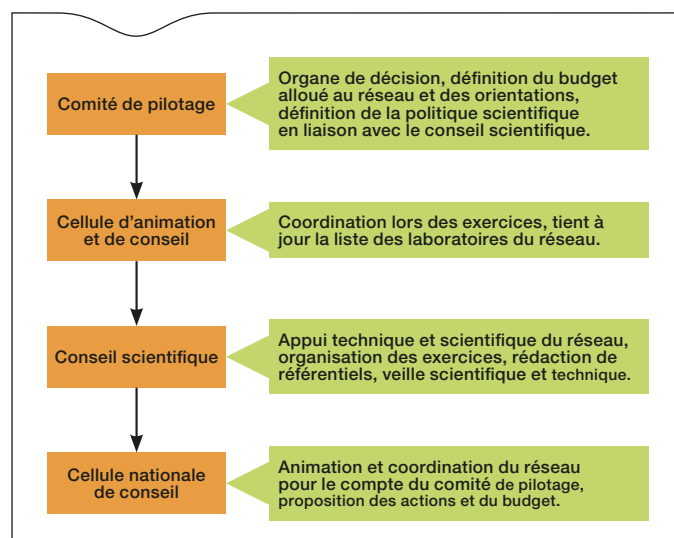 Comité de pilotage
Organe de décision, définition du budget
alloué au réseau et des orientations,
définition de la politique scientifique
en liaison avec le conseil scientifique.
Cellule d'animation
et de conseil
Coordination lors des exercices, tient à
jour la liste des laboratoires du réseau.
Conseil scientifique
Appui technique et scientifique du réseau,
organisation des exercices, rédaction de
référentiels, veille scientifique et technique.
Cellule nationale
de conseil
Animation et coordination du réseau
pour le compte du comité de pilotage,
proposition des actions et du budget.